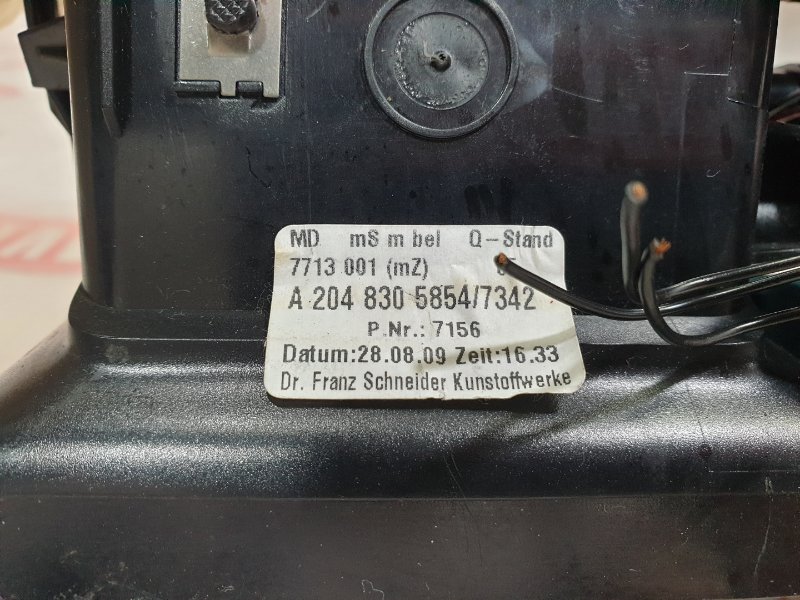 MD mS m bel Q-Stand
7713 001 (mZ)
A 204 830 5854/7342
P.Nr.: 7156
Datum:28.08.09 Zeit:16.33
Dr. Franz Schneider Kunstoffwerke